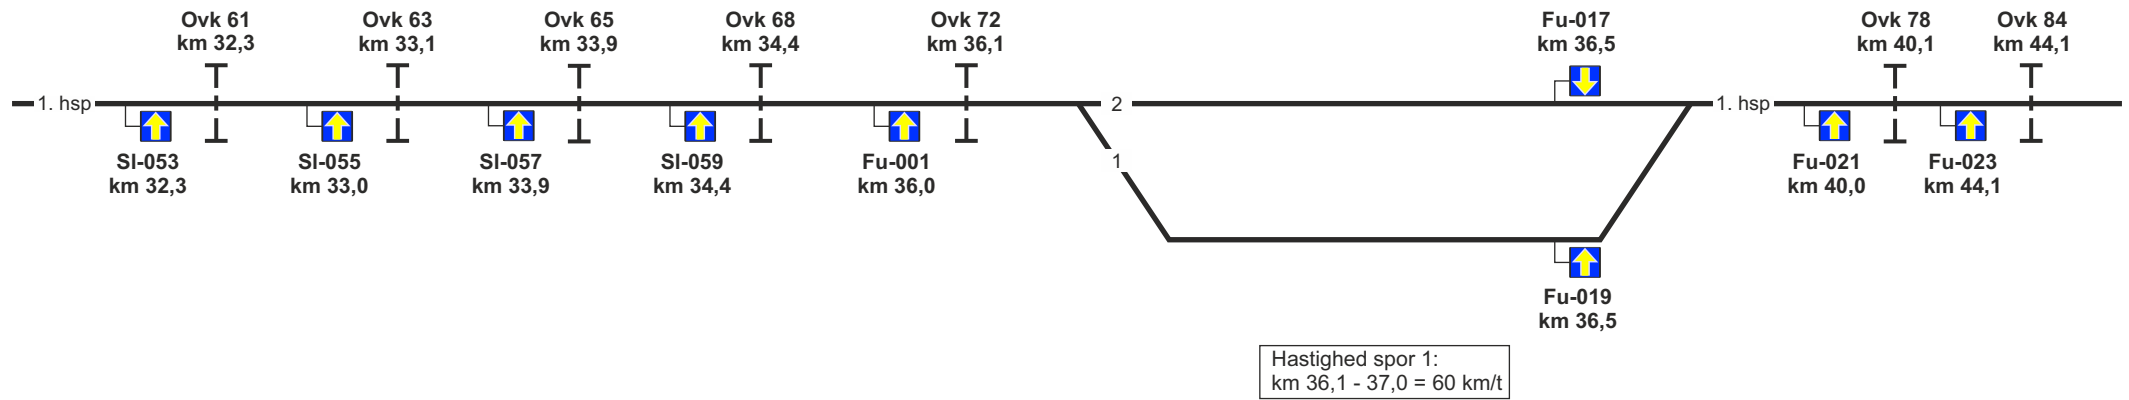 Ovk 61
km 32,3
Ovk 63
km 33,1
Ovk 65
km 33,9
Ovk 68
km 34,4
Ovk 72
km 36,1
Fu-017
km 36,5
Ovk 78
km 40,1
Ovk 84
km 44,1
1. hsp
2
1. hsp
1
Sl-053
km 32,3
Sl-055
km 33,0
Sl-057
km 33,9
Sl-059
km 34,4
Fu-001
km 36,0
Fu-021
km 40,0
Fu-023
km 44,1
Fu-019
km 36,5
Hastighed spor 1:
km 36,1 - 37,0 = 60 km/t